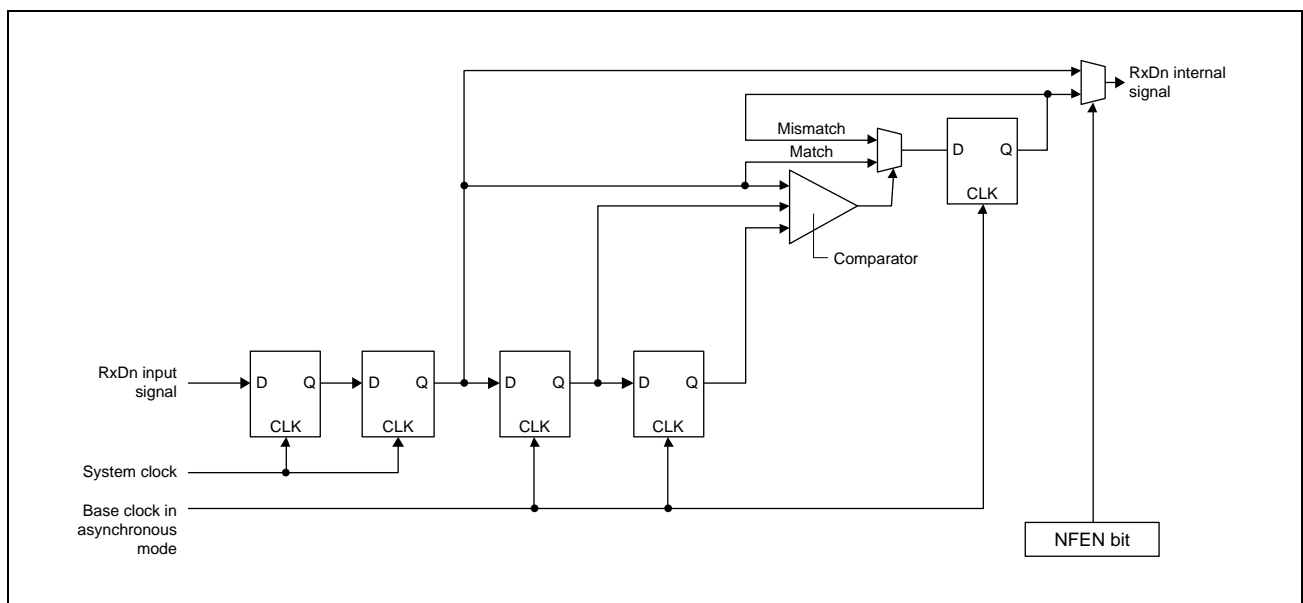 RxDn internal
signal
Mismatch
Match
D
Q
CLK
Comparator
RxDn input
signal
D
Q
CLK
D
Q
CLK
D
Q
CLK
D
Q
CLK
System clock
Base clock in
asynchronous
mode
NFEN bit